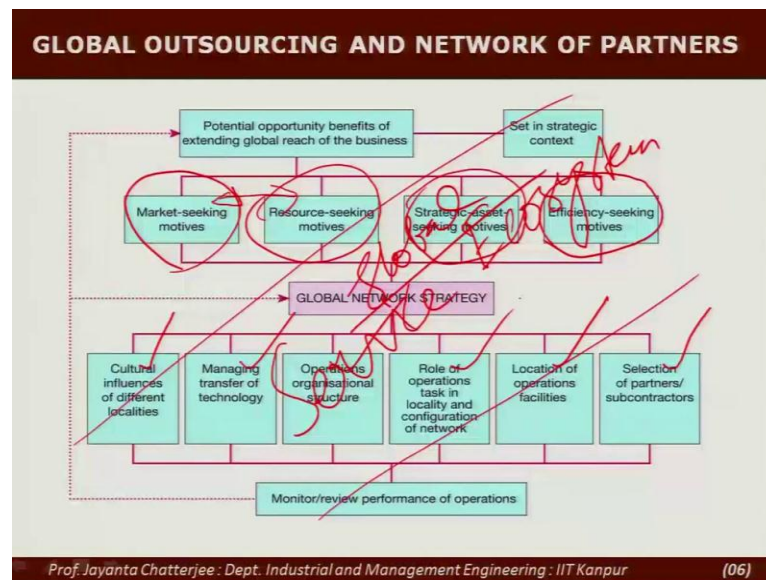 GLOBAL OUTSOURCING AND NETWORK OF PARTNERS
Potential opportunity benefits of
extending global reach of the business
Set in strategic
context
Market-seeking
motives
Resource-seeking
motives
Strategic-asset-
seeking motives
Efficiency-seeking
motives
GLOBAL NETWORK STRATEGY
Global
Service Ecosystem
Cultural
influences
of different
localities
Managing
transfer of
technology
Operations
organisational
structure
Role of
operations
task in
locality and
configuration
of network
Location of
operations
facilities
Selection
of partners/
subcontractors
Monitor/review performance of operations
Prof. Jayanta Chatterjee : Dept. Industrial and Management Engineering : IIT Kanpur
(06)